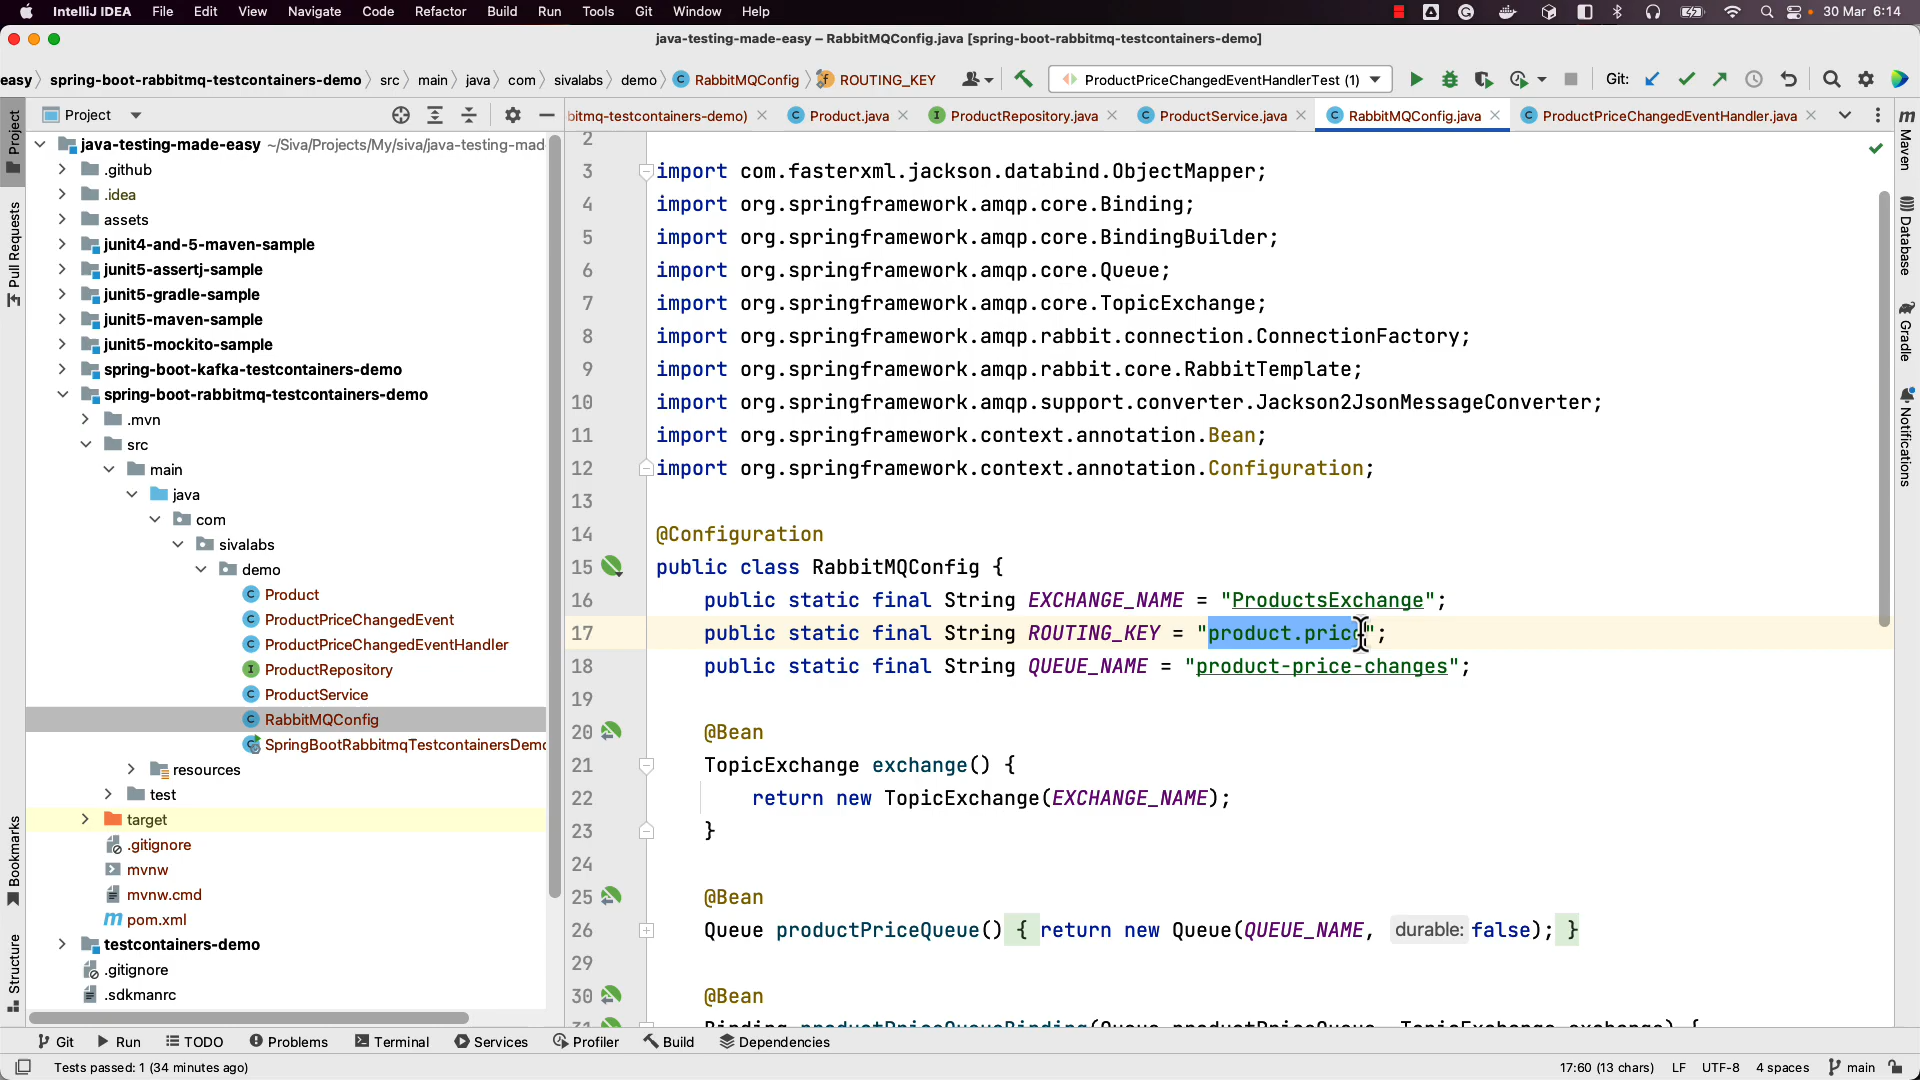 IntelliJ IDEA File Edit View Navigate Code Refactor Build Run Tools Git Window Help 30 Mar 6:14
java-testing-made-easy – RabbitMQConfig.java [spring-boot-rabbitmq-testcontainers-demo]
easy spring-boot-rabbitmq-testcontainers-demo src main java com sivalabs demo RabbitMQConfig ROUTING_KEY ProductPriceChangedEventHandlerTest (1) Git:
Project
bitmq-testcontainers-demo) Product.java ProductRepository.java ProductService.java RabbitMQConfig.java ProductPriceChangedEventHandler.java
Project
Pull Requests
Bookmarks
Structure
java-testing-made-easy ~/Siva/Projects/My/siva/java-testing-mad
.github
.idea
assets
junit4-and-5-maven-sample
junit5-assertj-sample
junit5-gradle-sample
junit5-maven-sample
junit5-mockito-sample
spring-boot-kafka-testcontainers-demo
spring-boot-rabbitmq-testcontainers-demo
.mvn
src
main
java
com
sivalabs
demo
Product
ProductPriceChangedEvent
ProductPriceChangedEventHandler
ProductRepository
ProductService
RabbitMQConfig
SpringBootRabbitmqTestcontainersDemo
resources
test
target
.gitignore
mvnw
mvnw.cmd
pom.xml
testcontainers-demo
.gitignore
.sdkmanrc
2
3 import com.fasterxml.jackson.databind.ObjectMapper;
4 import org.springframework.amqp.core.Binding;
5 import org.springframework.amqp.core.BindingBuilder;
6 import org.springframework.amqp.core.Queue;
7 import org.springframework.amqp.core.TopicExchange;
8 import org.springframework.amqp.rabbit.connection.ConnectionFactory;
9 import org.springframework.amqp.rabbit.core.RabbitTemplate;
10 import org.springframework.amqp.support.converter.Jackson2JsonMessageConverter;
11 import org.springframework.context.annotation.Bean;
12 import org.springframework.context.annotation.Configuration;
13
14 @Configuration
15 public class RabbitMQConfig {
16 public static final String EXCHANGE_NAME = "ProductsExchange";
17 public static final String ROUTING_KEY = "product.price";
18 public static final String QUEUE_NAME = "product-price-changes";
19
20 @Bean
21 TopicExchange exchange() {
22 return new TopicExchange(EXCHANGE_NAME);
23 }
24
25 @Bean
26 Queue productPriceQueue() { return new Queue(QUEUE_NAME, durable: false); }
29
30 @Bean
31 Binding productPriceQueueBinding(Queue productPriceQueue, TopicExchange exchange) {
Maven
Database
Gradle
Notifications
Git Run TODO Problems Terminal Services Profiler Build Dependencies
Tests passed: 1 (34 minutes ago) 17:60 (13 chars) LF UTF-8 4 spaces main